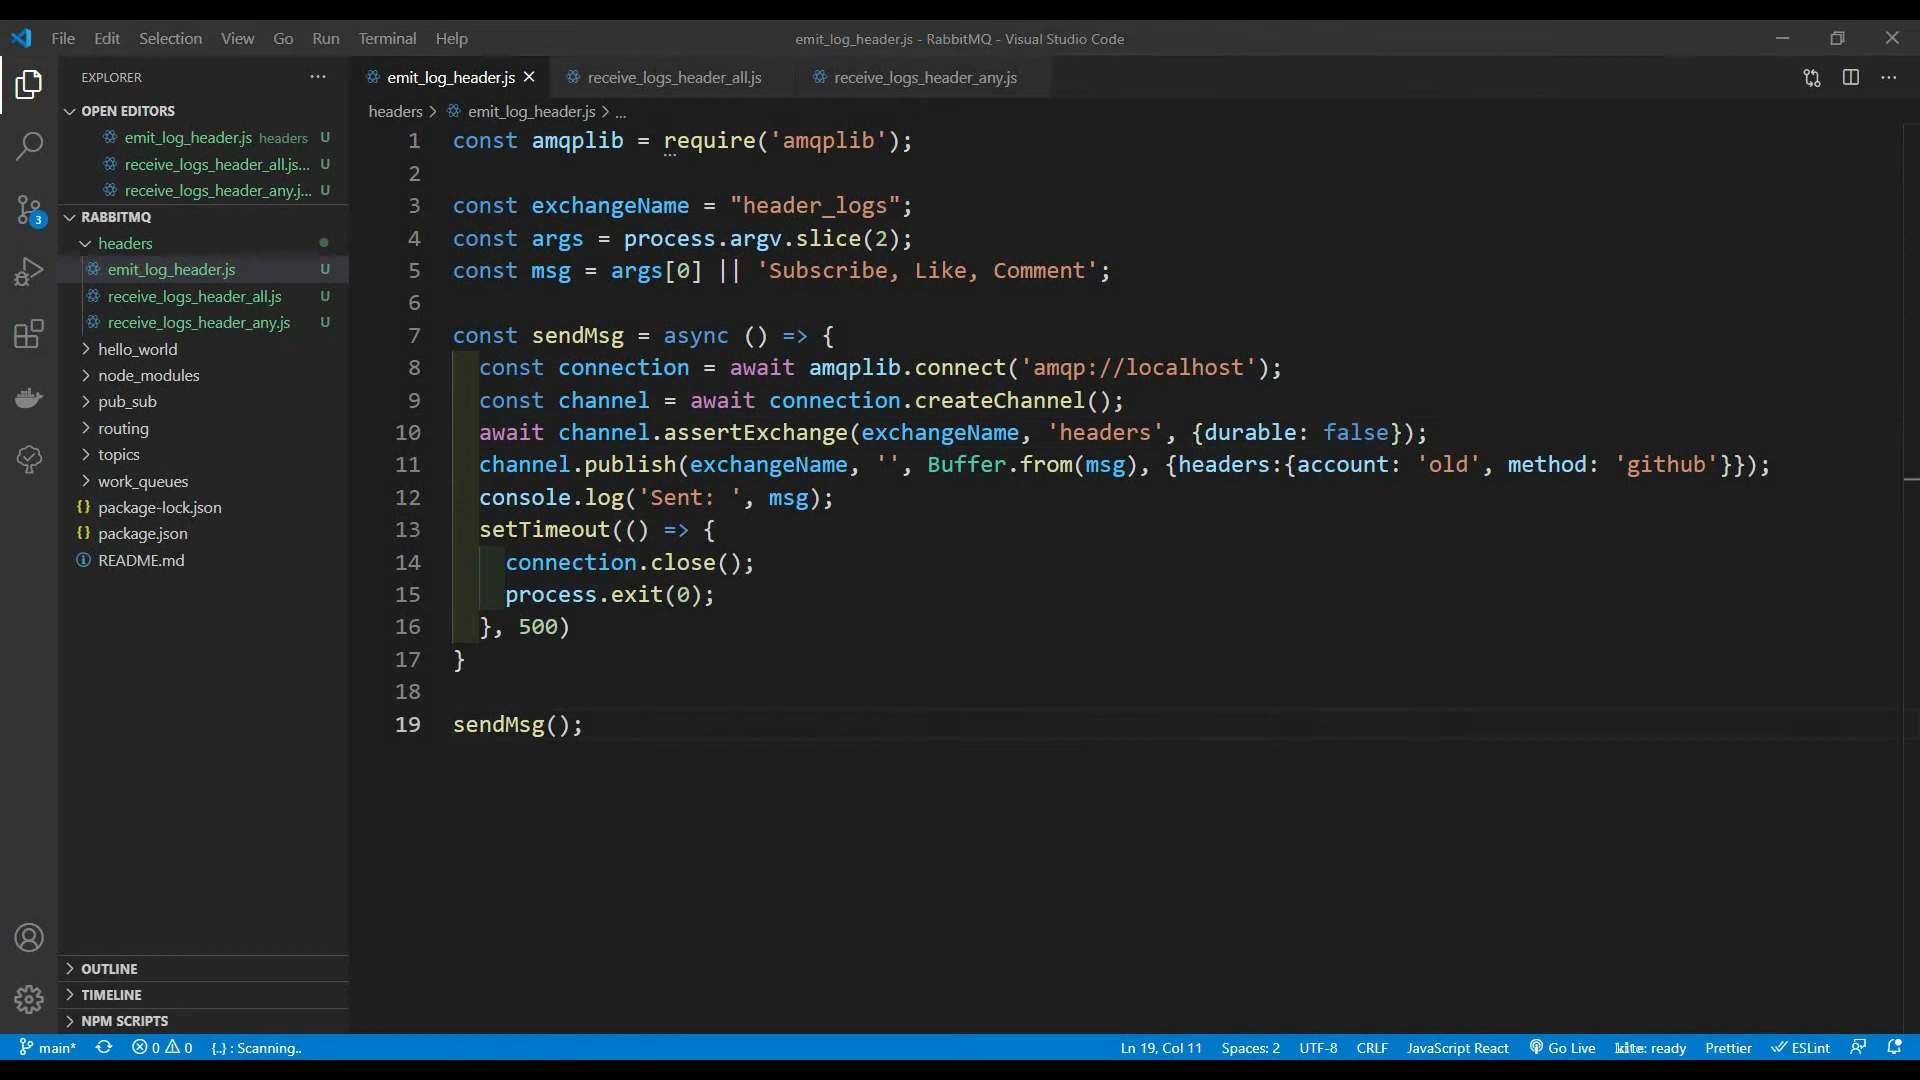 File Edit Selection View Go Run Terminal Help
emit_log_header.js - RabbitMQ - Visual Studio Code
EXPLORER
OPEN EDITORS
emit_log_header.js headers U
receive_logs_header_all.js... U
receive_logs_header_any.j... U
RABBITMQ
headers
emit_log_header.js U
receive_logs_header_all.js U
receive_logs_header_any.js U
hello_world
node_modules
pub_sub
routing
topics
work_queues
{} package-lock.json
{} package.json
README.md
OUTLINE
TIMELINE
NPM SCRIPTS
3
emit_log_header.js receive_logs_header_all.js receive_logs_header_any.js
headers > emit_log_header.js > ...
1 const amqplib = require('amqplib');
2
3 const exchangeName = "header_logs";
4 const args = process.argv.slice(2);
5 const msg = args[0] || 'Subscribe, Like, Comment';
6
7 const sendMsg = async () => {
8 const connection = await amqplib.connect('amqp://localhost');
9 const channel = await connection.createChannel();
10 await channel.assertExchange(exchangeName, 'headers', {durable: false});
11 channel.publish(exchangeName, '', Buffer.from(msg), {headers:{account: 'old', method: 'github'}});
12 console.log('Sent: ', msg);
13 setTimeout(() => {
14 connection.close();
15 process.exit(0);
16 }, 500)
17 }
18
19 sendMsg();
main* 0 0 {..} : Scanning.. Ln 19, Col 11 Spaces: 2 UTF-8 CRLF JavaScript React Go Live kite: ready Prettier ESLint